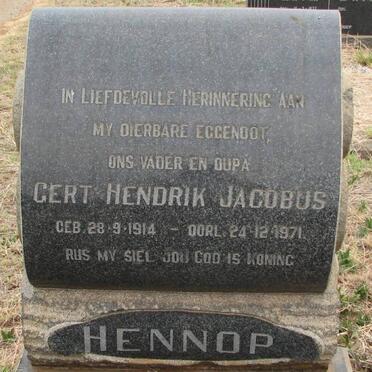 IN LIEFDEVOLLE HERINNERING AAN
MY DIERBARE EGGENOOT,
ONS VADER EN OUPA
GERT HENDRIK JACOBUS
GEB. 28·9·1914 - OORL. 24·12·1971.
RUS MY SIEL JOU GOD IS KONING
HENNOP